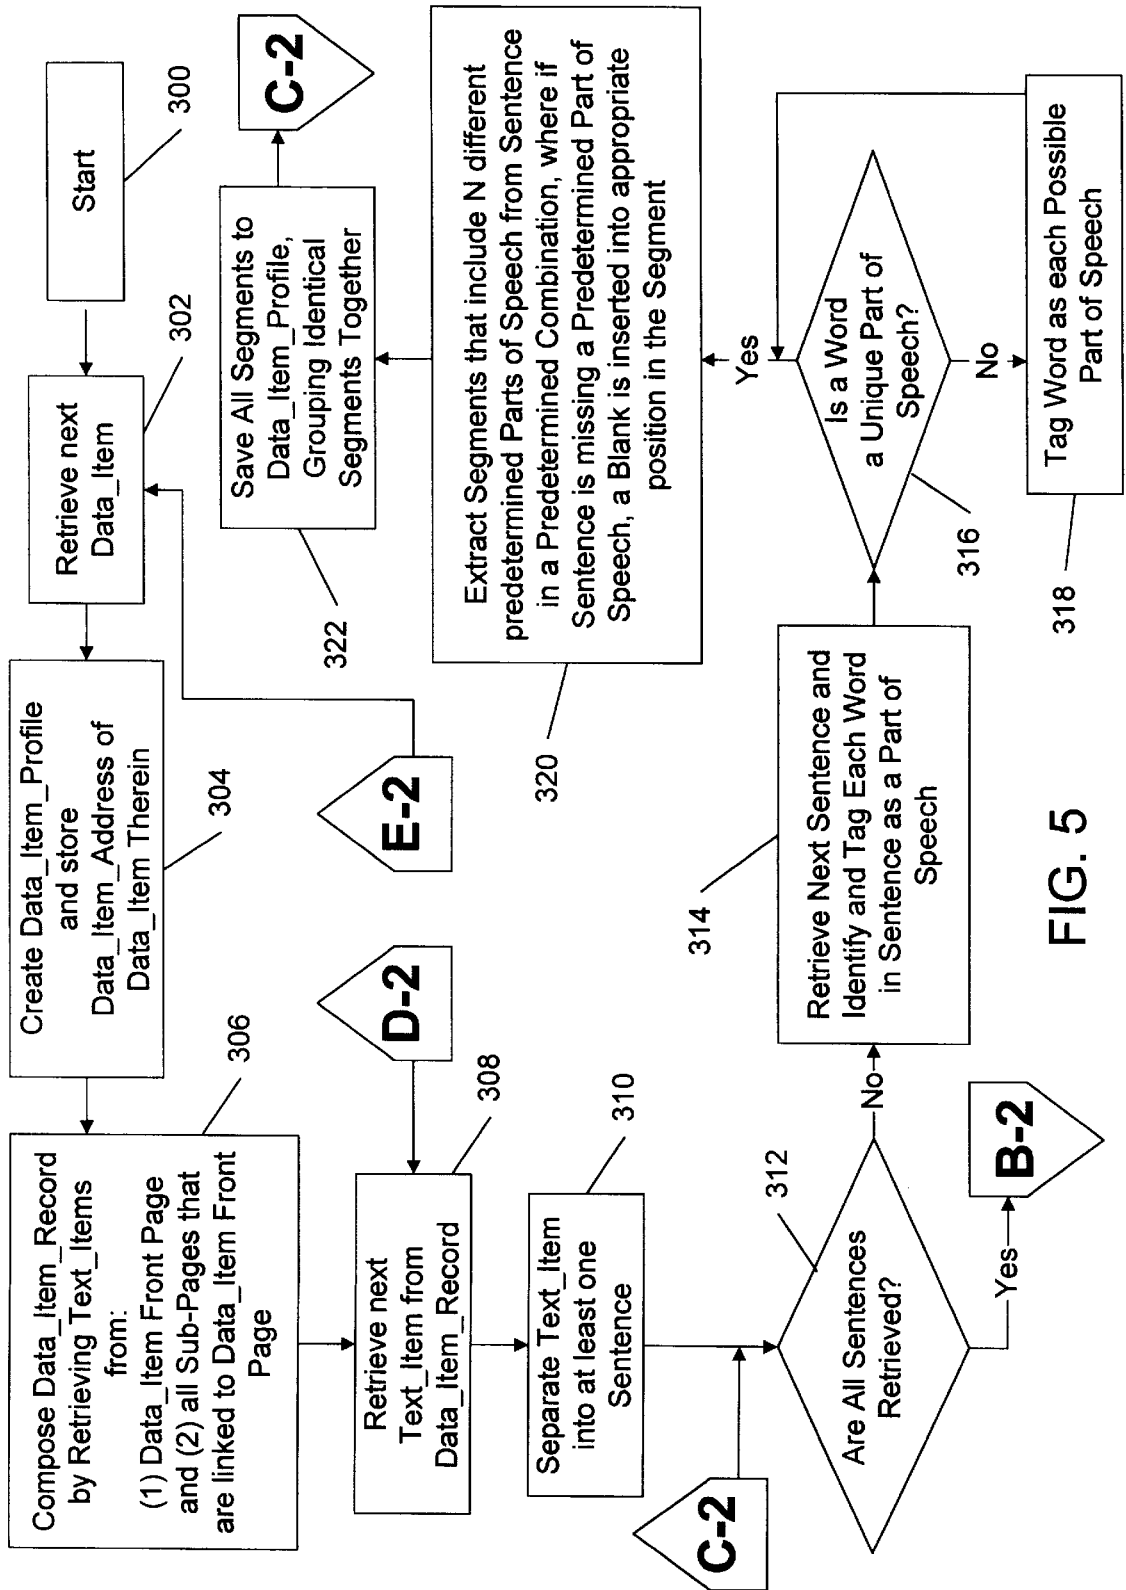 Start
300
Retrieve next
Data_Item
302
Create Data_Item_Profile
and store
Data_Item_Address of
Data_Item Therein
304
Compose Data_Item_Record
by Retrieving Text_Items
from:
(1) Data_Item Front Page
and (2) all Sub-Pages that
are linked to Data_Item Front
Page
306
E-2
D-2
Retrieve next
Text_Item from
Data_Item_Record
308
Separate Text_Item
into at least one
Sentence
310
C-2
Are All Sentences
Retrieved?
312
Yes
B-2
No
Retrieve Next Sentence and
Identify and Tag Each Word
in Sentence as a Part of
Speech
314
Is a Word
a Unique Part of
Speech?
316
No
Tag Word as each Possible
Part of Speech
318
Yes
Extract Segments that include N different
predetermined Parts of Speech from Sentence
in a Predetermined Combination, where if
Sentence is missing a Predetermined Part of
Speech, a Blank is inserted into appropriate
position in the Segment
320
Save All Segments to
Data_Item_Profile,
Grouping Identical
Segments Together
322
C-2
FIG. 5